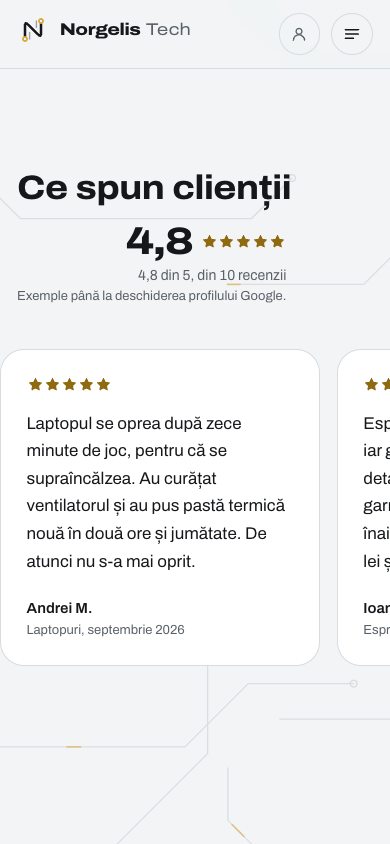 Norgelis Tech
Ce spun clienții
4,8
4,8 din 5, din 10 recenzii
Exemple până la deschiderea profilului Google.
Laptopul se oprea după zece
minute de joc, pentru că se
supraîncălzea. Au curățat
ventilatorul și au pus pastă termică
nouă în două ore și jumătate. De
atunci nu s-a mai oprit.
Andrei M.
Laptopuri, septembrie 2026